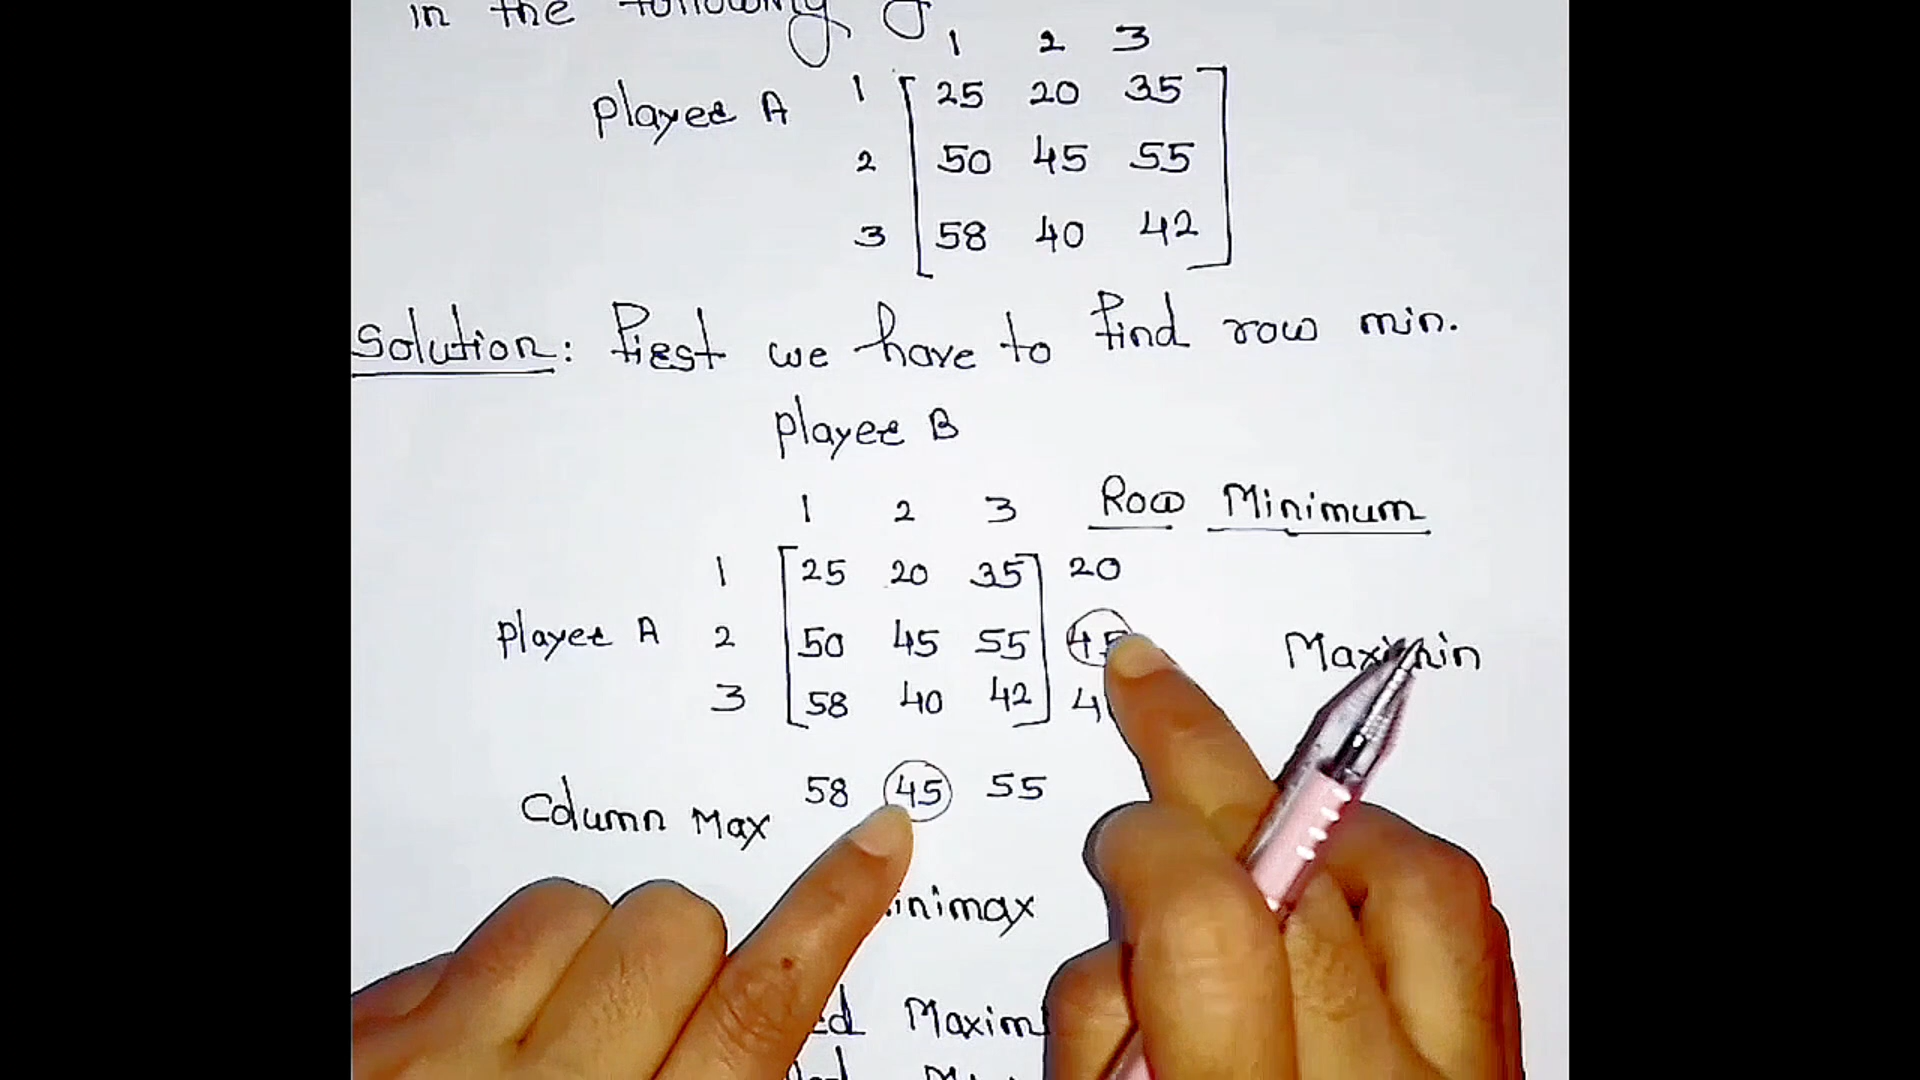 in the following
1 2 3
Player A 1 25 20 35
2 50 45 55
3 58 40 42
Solution: First we have to find row min.
Player B
1 2 3 Row Minimum
1 25 20 35 20
Player A 2 50 45 55 45 Maximin
3 58 40 42
Column Max 58 45 55